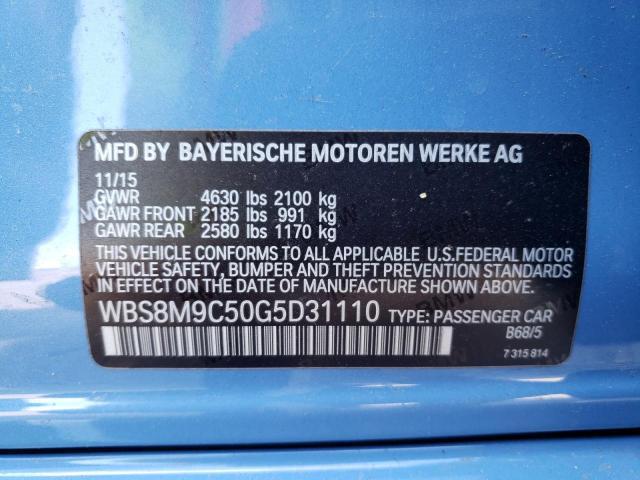 MFD BY BAYERISCHE MOTOREN WERKE AG
11/15
GVWR 4630 lbs 2100 kg
GAWR FRONT 2185 lbs 991 kg
GAWR REAR 2580 lbs 1170 kg
THIS VEHICLE CONFORMS TO ALL APPLICABLE U.S.FEDERAL MOTOR
VEHICLE SAFETY, BUMPER AND THEFT PREVENTION STANDARDS
IN EFFECT ON THE DATE OF MANUFACTURE SHOWN ABOVE.
WBS8M9C50G5D31110 TYPE: PASSENGER CAR
B68/5
7 315 814